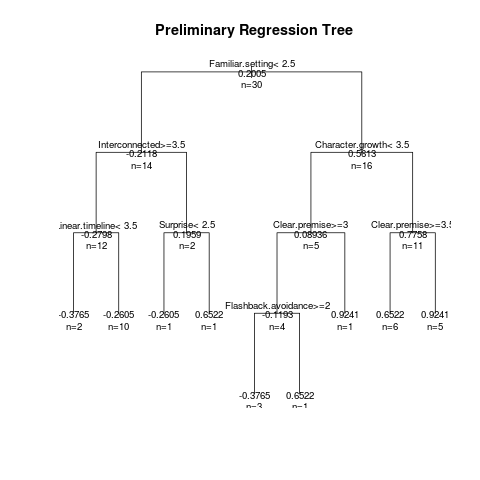 Preliminary Regression Tree
Familiar.setting< 2.5
0.2005
n=30
Interconnected>=3.5
-0.2118
n=14
Character.growth< 3.5
0.5613
n=16
.inear.timeline< 3.5
-0.2798
n=12
Surprise< 2.5
0.1959
n=2
Clear.premise>=3
0.08936
n=5
Clear.premise>=3.5
0.7758
n=11
-0.3765
n=2
-0.2605
n=10
-0.2605
n=1
0.6522
n=1
Flashback.avoidance>=2
-0.1193
n=4
0.9241
n=1
0.6522
n=6
0.9241
n=5
-0.3765
n=3
0.6522
n=1